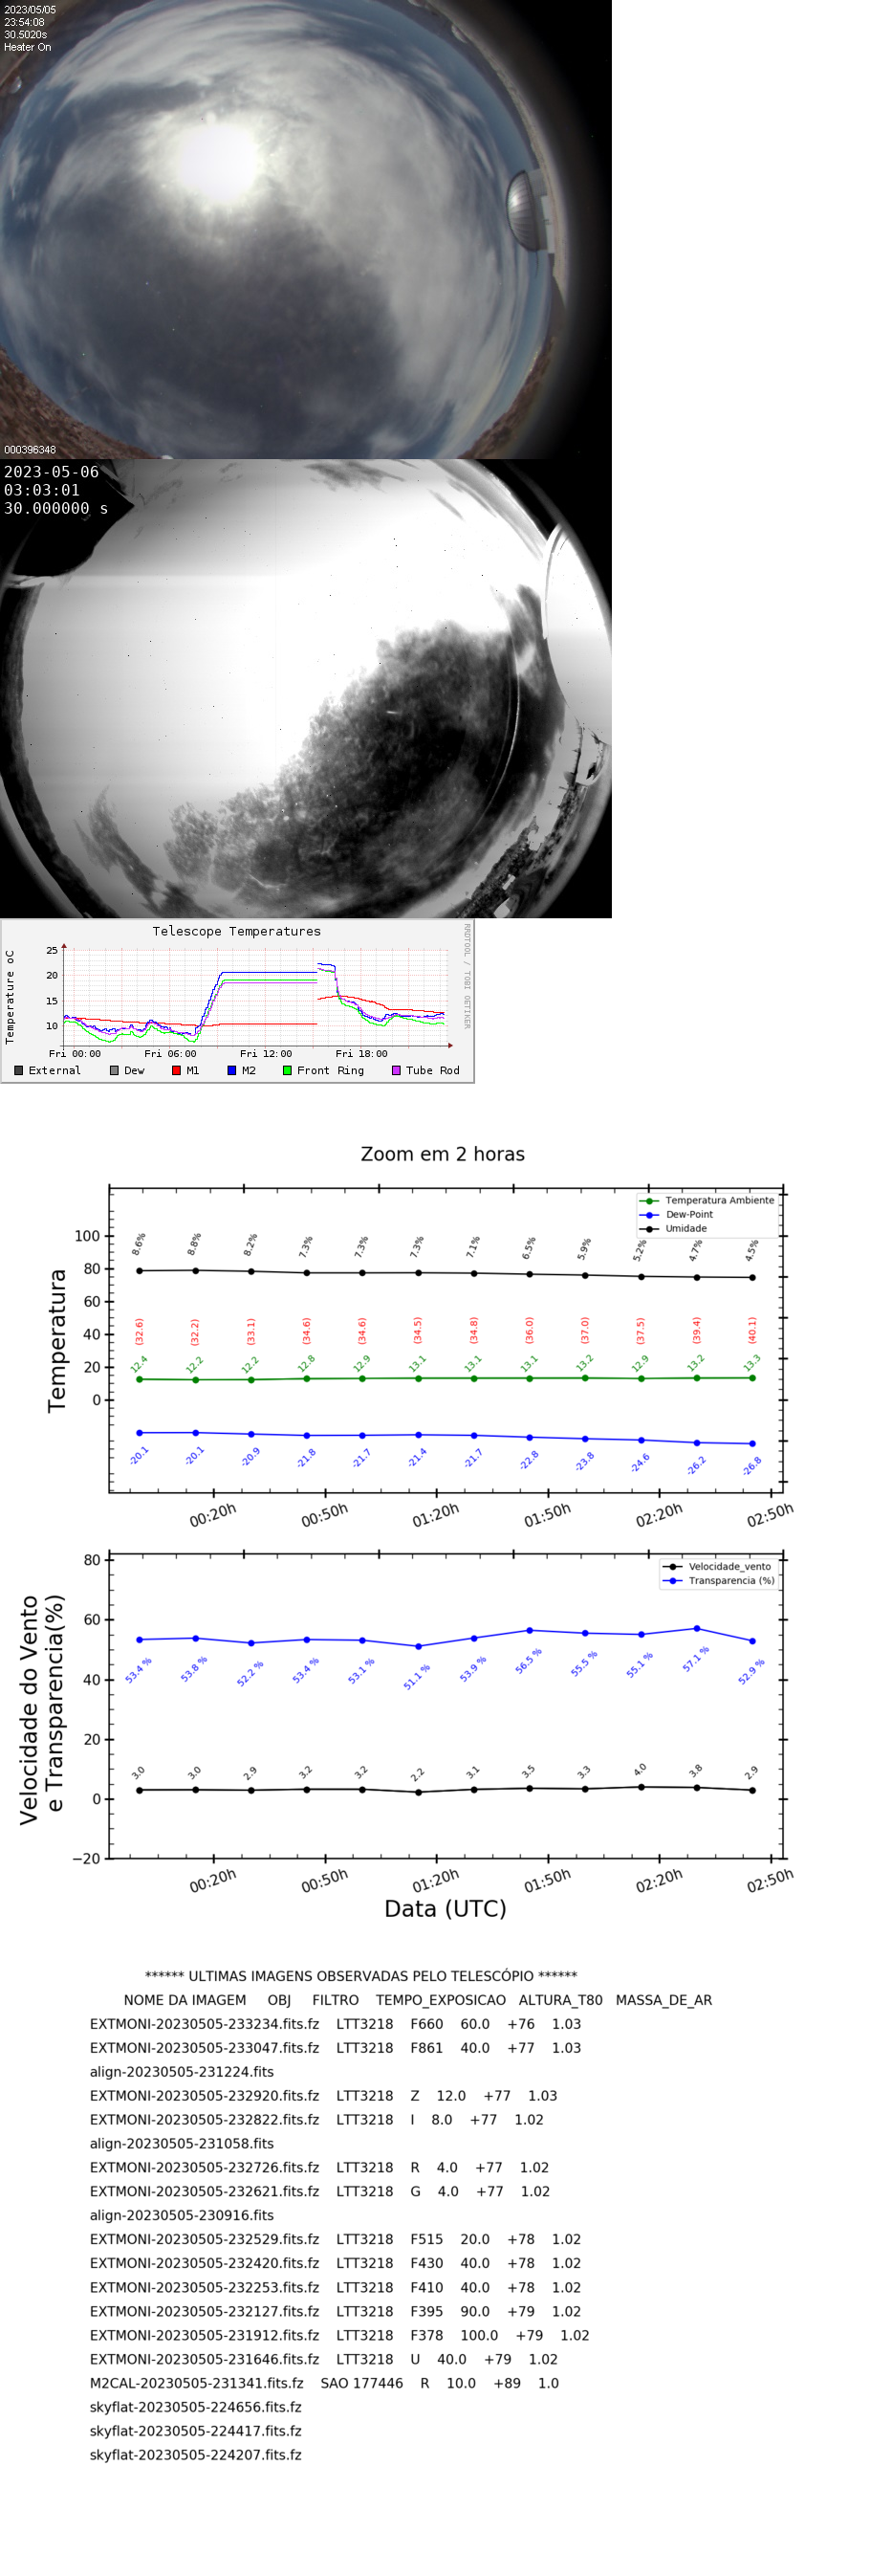 2023/05/05
23:54:08
30.5020s
Heater On
000396348
2023-05-06
03:03:01
30.000000 s
Telescope Temperatures
RRDTOOL / TOBI OETIKER
Temperature oC
25
20
15
10
Fri 00:00 Fri 06:00 Fri 12:00 Fri 18:00
External Dew M1 M2 Front Ring Tube Rod
Zoom em 2 horas
Temperatura Ambiente
Dew-Point
Umidade
Temperatura
100
80
60
40
20
0
8.6% 8.8% 8.2% 7.3% 7.3% 7.3% 7.1% 6.5% 5.9% 5.2% 4.7% 4.5%
(32.6) (32.2) (33.1) (34.6) (34.6) (34.5) (34.8) (36.0) (37.0) (37.5) (39.4) (40.1)
12.4 12.2 12.2 12.8 12.9 13.1 13.1 13.1 13.2 12.9 13.2 13.3
-20.1 -20.1 -20.9 -21.8 -21.7 -21.4 -21.7 -22.8 -23.8 -24.6 -26.2 -26.8
00:20h 00:50h 01:20h 01:50h 02:20h 02:50h
Velocidade_vento
Transparencia (%)
Velocidade do Vento
e Transparencia(%)
80
60
40
20
0
−20
53.4 % 53.8 % 52.2 % 53.4 % 53.1 % 51.1 % 53.9 % 56.5 % 55.5 % 55.1 % 57.1 % 52.9 %
3.0 3.0 2.9 3.2 3.2 2.2 3.1 3.5 3.3 4.0 3.8 2.9
00:20h 00:50h 01:20h 01:50h 02:20h 02:50h
Data (UTC)
****** ULTIMAS IMAGENS OBSERVADAS PELO TELESCÓPIO ******
NOME DA IMAGEM OBJ FILTRO TEMPO_EXPOSICAO ALTURA_T80 MASSA_DE_AR
EXTMONI-20230505-233234.fits.fz LTT3218 F660 60.0 +76 1.03
EXTMONI-20230505-233047.fits.fz LTT3218 F861 40.0 +77 1.03
align-20230505-231224.fits
EXTMONI-20230505-232920.fits.fz LTT3218 Z 12.0 +77 1.03
EXTMONI-20230505-232822.fits.fz LTT3218 I 8.0 +77 1.02
align-20230505-231058.fits
EXTMONI-20230505-232726.fits.fz LTT3218 R 4.0 +77 1.02
EXTMONI-20230505-232621.fits.fz LTT3218 G 4.0 +77 1.02
align-20230505-230916.fits
EXTMONI-20230505-232529.fits.fz LTT3218 F515 20.0 +78 1.02
EXTMONI-20230505-232420.fits.fz LTT3218 F430 40.0 +78 1.02
EXTMONI-20230505-232253.fits.fz LTT3218 F410 40.0 +78 1.02
EXTMONI-20230505-232127.fits.fz LTT3218 F395 90.0 +79 1.02
EXTMONI-20230505-231912.fits.fz LTT3218 F378 100.0 +79 1.02
EXTMONI-20230505-231646.fits.fz LTT3218 U 40.0 +79 1.02
M2CAL-20230505-231341.fits.fz SAO 177446 R 10.0 +89 1.0
skyflat-20230505-224656.fits.fz
skyflat-20230505-224417.fits.fz
skyflat-20230505-224207.fits.fz